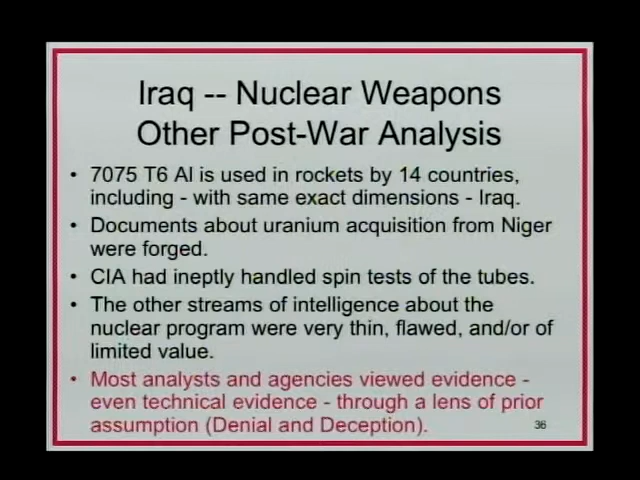 Iraq -- Nuclear Weapons
Other Post-War Analysis
• 7075 T6 Al is used in rockets by 14 countries,
including - with same exact dimensions - Iraq.
• Documents about uranium acquisition from Niger
were forged.
• CIA had ineptly handled spin tests of the tubes.
• The other streams of intelligence about the
nuclear program were very thin, flawed, and/or of
limited value.
• Most analysts and agencies viewed evidence -
even technical evidence - through a lens of prior
assumption (Denial and Deception).
36